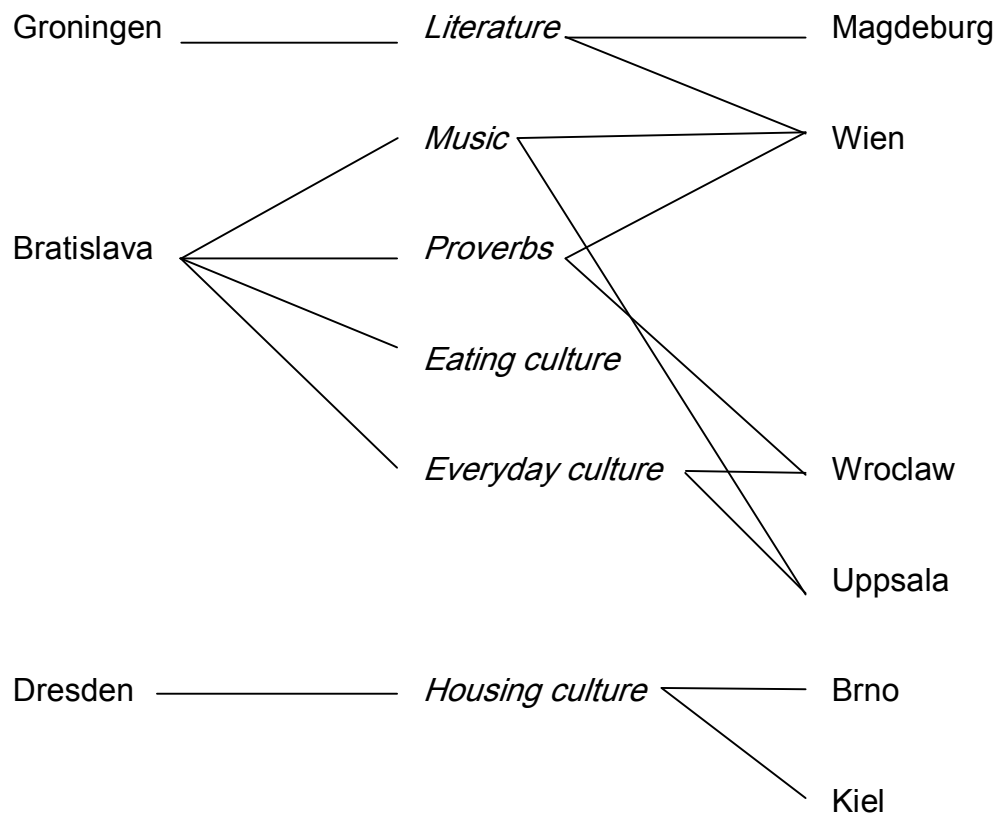 Groningen Literature Magdeburg
Music Wien
Bratislava Proverbs
Eating culture
Everyday culture Wroclaw
Uppsala
Dresden Housing culture Brno
Kiel